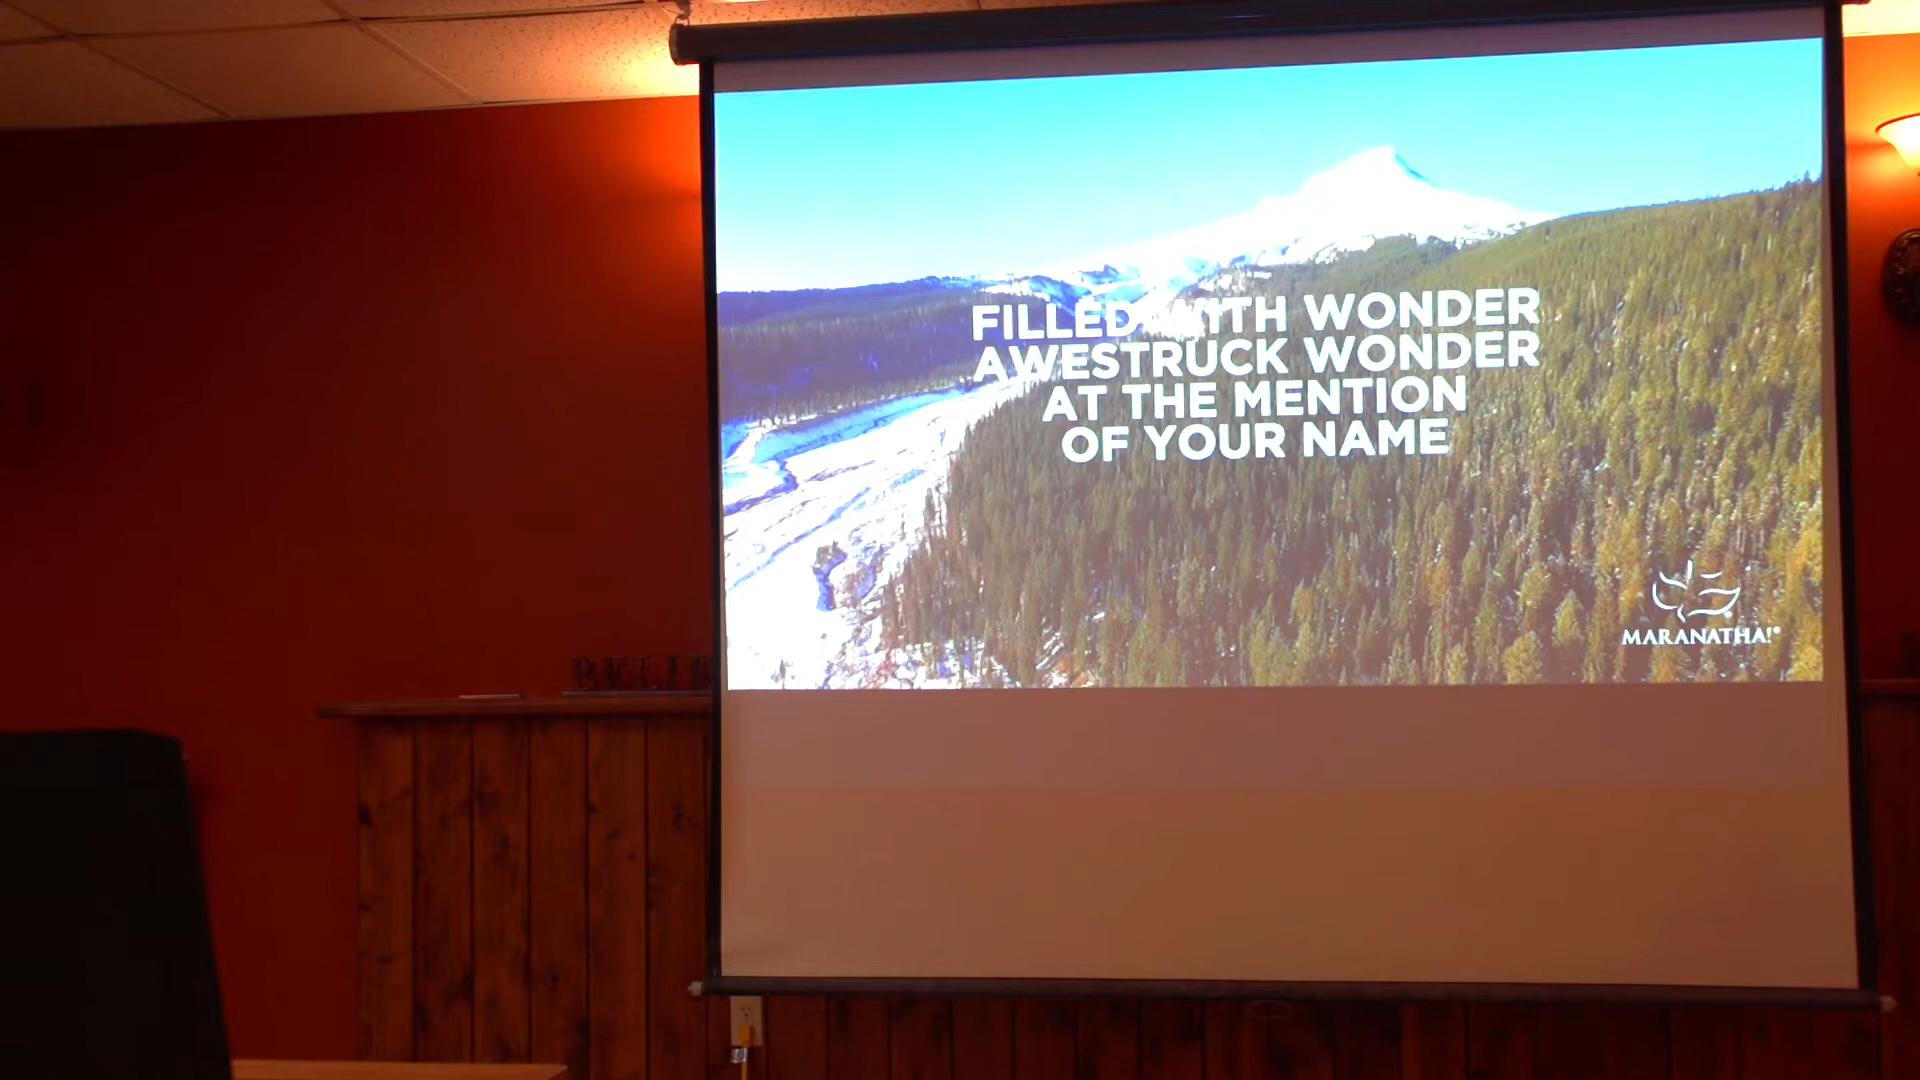 FILLED WITH WONDER
AWESTRUCK WONDER
AT THE MENTION
OF YOUR NAME
MARANATHA!®